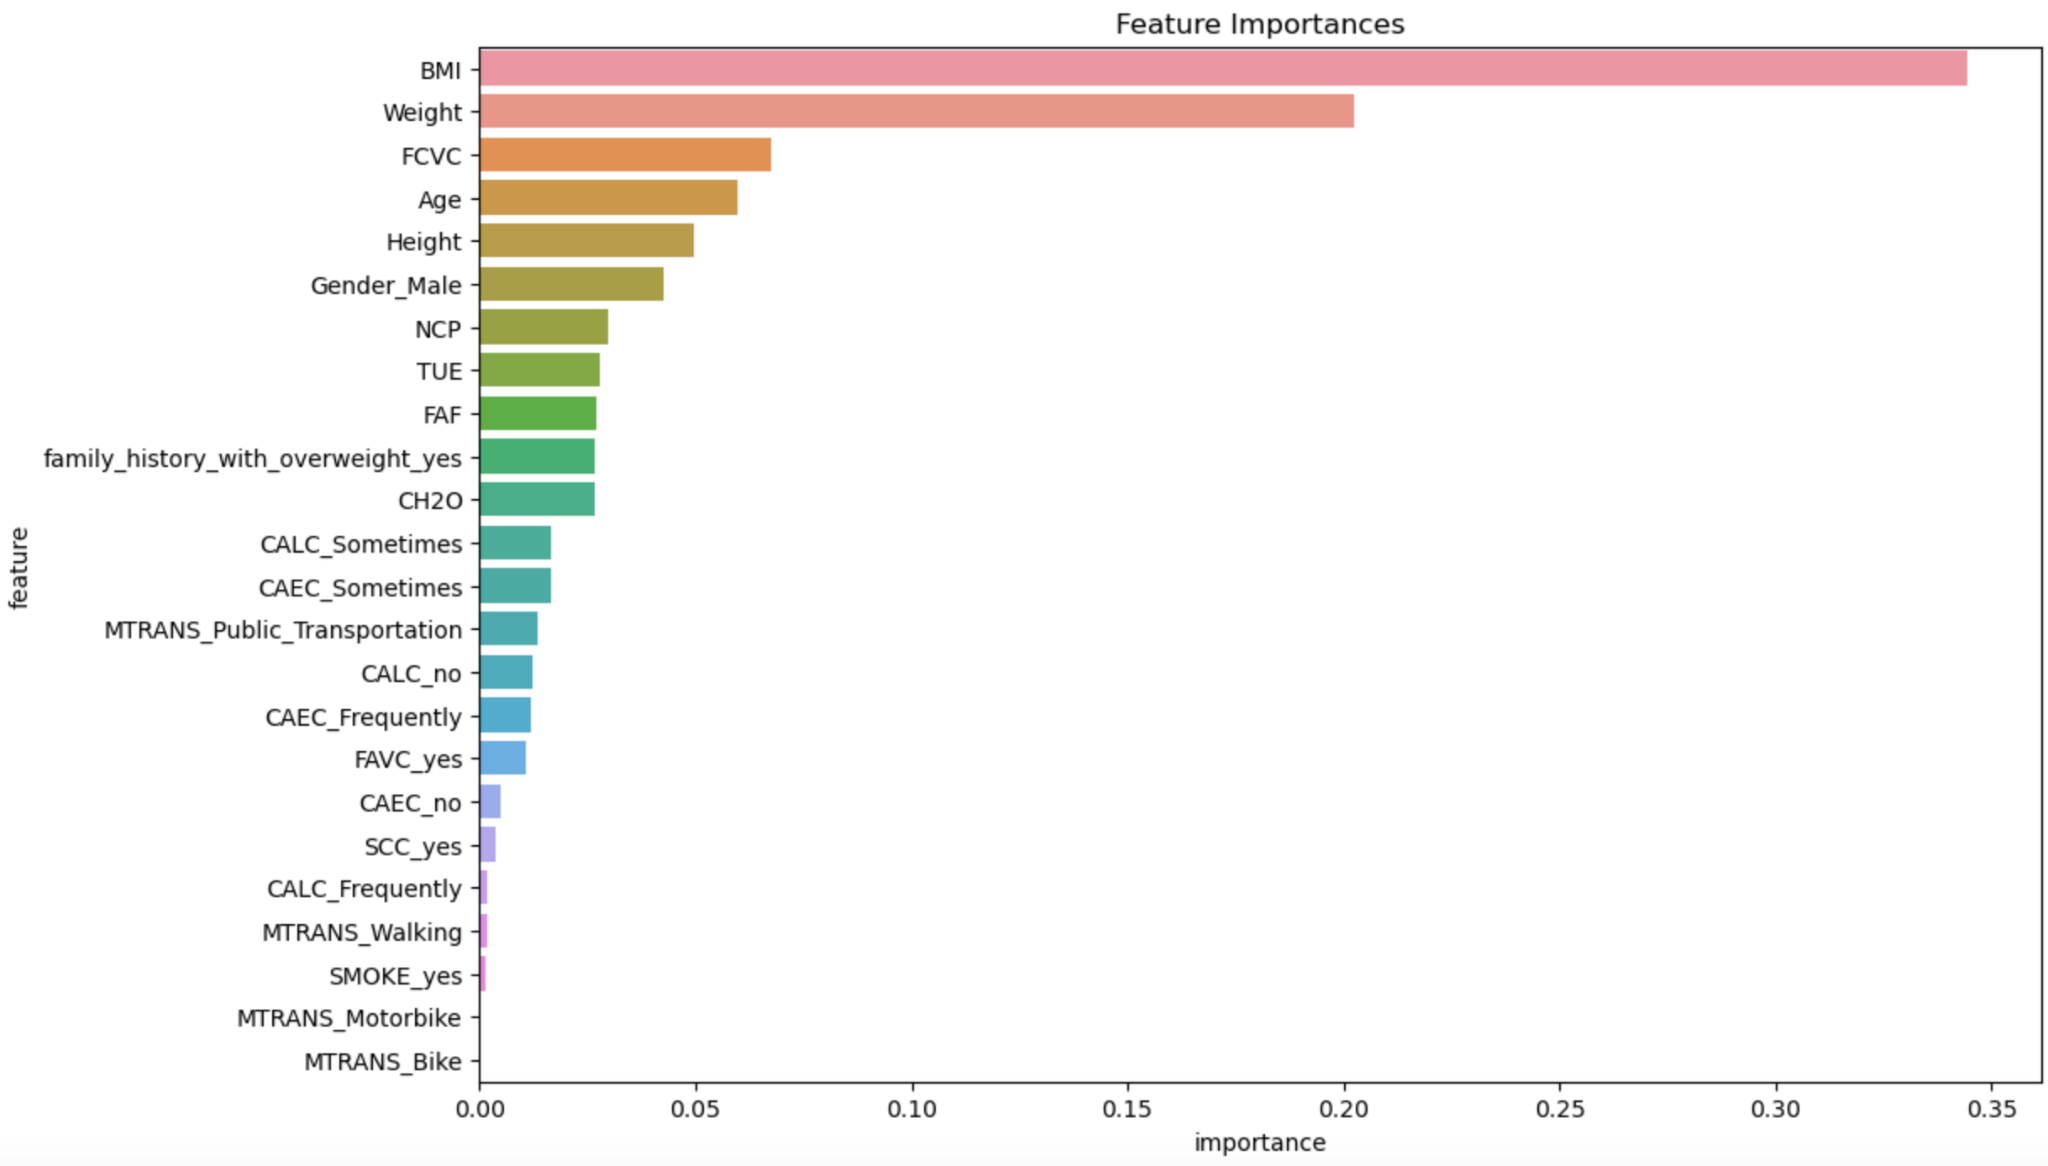 Feature Importances
BMI
Weight
FCVC
Age
Height
Gender_Male
NCP
TUE
FAF
family_history_with_overweight_yes
CH2O
CALC_Sometimes
CAEC_Sometimes
MTRANS_Public_Transportation
CALC_no
CAEC_Frequently
FAVC_yes
CAEC_no
SCC_yes
CALC_Frequently
MTRANS_Walking
SMOKE_yes
MTRANS_Motorbike
MTRANS_Bike
feature
0.00 0.05 0.10 0.15 0.20 0.25 0.30 0.35
importance